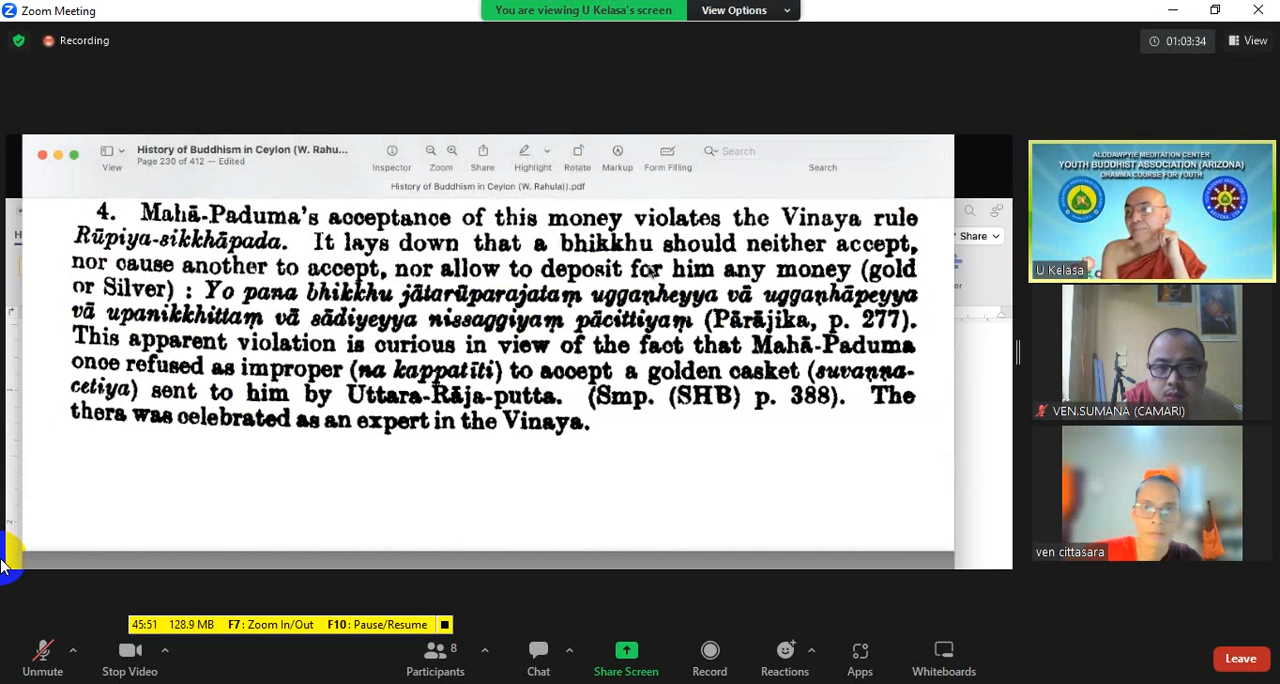 Zoom Meeting
You are viewing U Kelasa's screen
View Options
Recording
01:03:34
View
History of Buddhism in Ceylon (W. Rahu...
Page 230 of 412 — Edited
View
Inspector
Zoom
Share
Highlight
Rotate
Markup
Form Filling
Search
Search
History of Buddhism in Ceylon (W. Rahula)).pdf
Share
4. Mahā-Paduma's acceptance of this money violates the Vinaya rule
Rūpiya-sikkhāpada. It lays down that a bhikkhu should neither accept,
nor cause another to accept, nor allow to deposit for him any money (gold
or Silver) : Yo pana bhikkhu jātarūparajataṃ uggaṇheyya vā uggaṇhāpeyya
vā upanikkhittaṃ vā sādiyeyya nissaggiyaṃ pācittiyaṃ (Pārājika, p. 277).
This apparent violation is curious in view of the fact that Mahā-Paduma
once refused as improper (na kappatīti) to accept a golden casket (suvaṇṇa-
cetiya) sent to him by Uttara-Rāja-putta. (Smp. (SHB) p. 388). The
thera was celebrated as an expert in the Vinaya.
ALODAWPYIE MEDITATION CENTER
YOUTH BUDDHIST ASSOCIATION (ARIZONA)
DHAMMA COURSE FOR YOUTH
U Kelasa
VEN.SUMANA (CAMARI)
ven cittasara
45:51 128.9 MB F7: Zoom In/Out F10: Pause/Resume
Unmute
Stop Video
8
Participants
Chat
Share Screen
Record
Reactions
Apps
Whiteboards
Leave